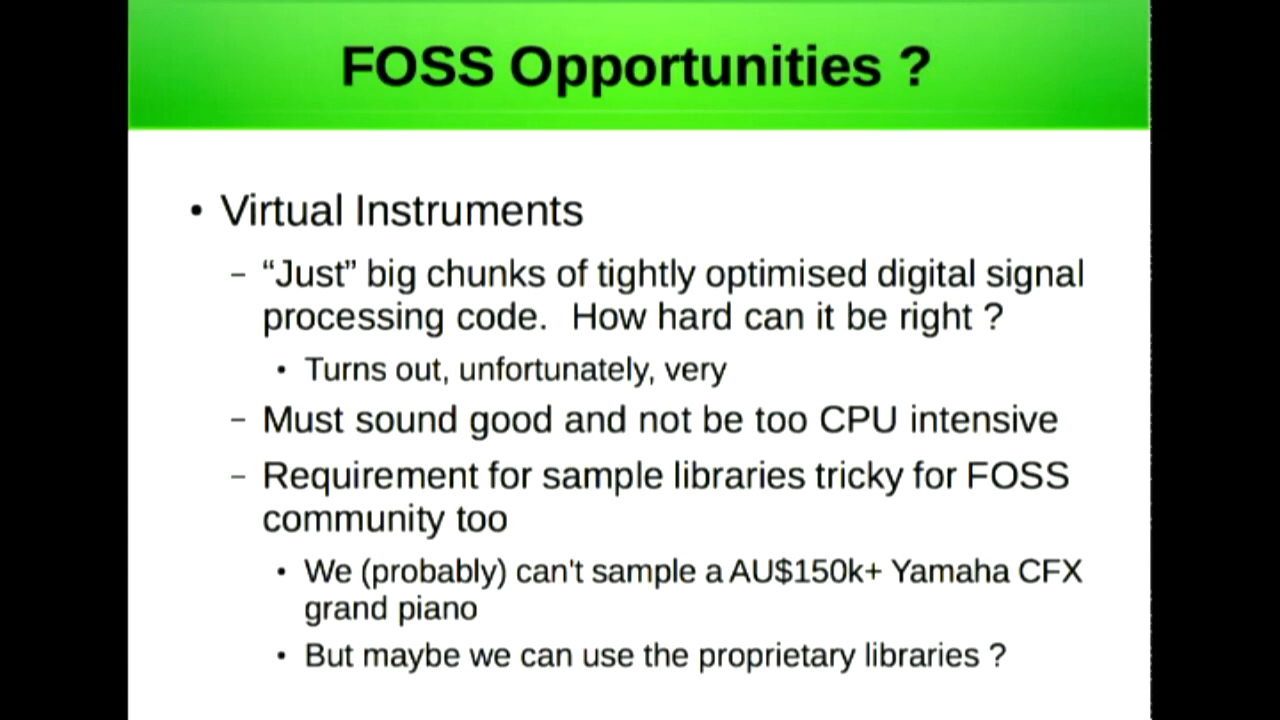 FOSS Opportunities ?
• Virtual Instruments
– “Just” big chunks of tightly optimised digital signal
processing code.  How hard can it be right ?
• Turns out, unfortunately, very
– Must sound good and not be too CPU intensive
– Requirement for sample libraries tricky for FOSS
community too
• We (probably) can't sample a AU$150k+ Yamaha CFX
grand piano
• But maybe we can use the proprietary libraries ?